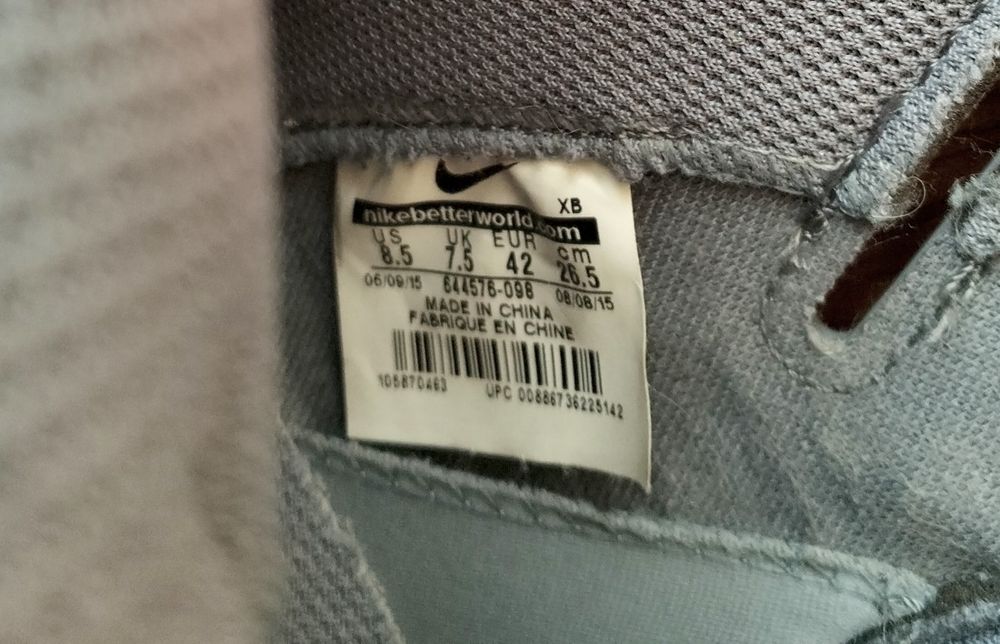 XB
nikebetterworld.com
US UK EUR cm
8.5 7.5 42 26.5
06/09/15 644576-098 08/08/15
MADE IN CHINA
FABRIQUE EN CHINE
105870463 UPC 00886736225142